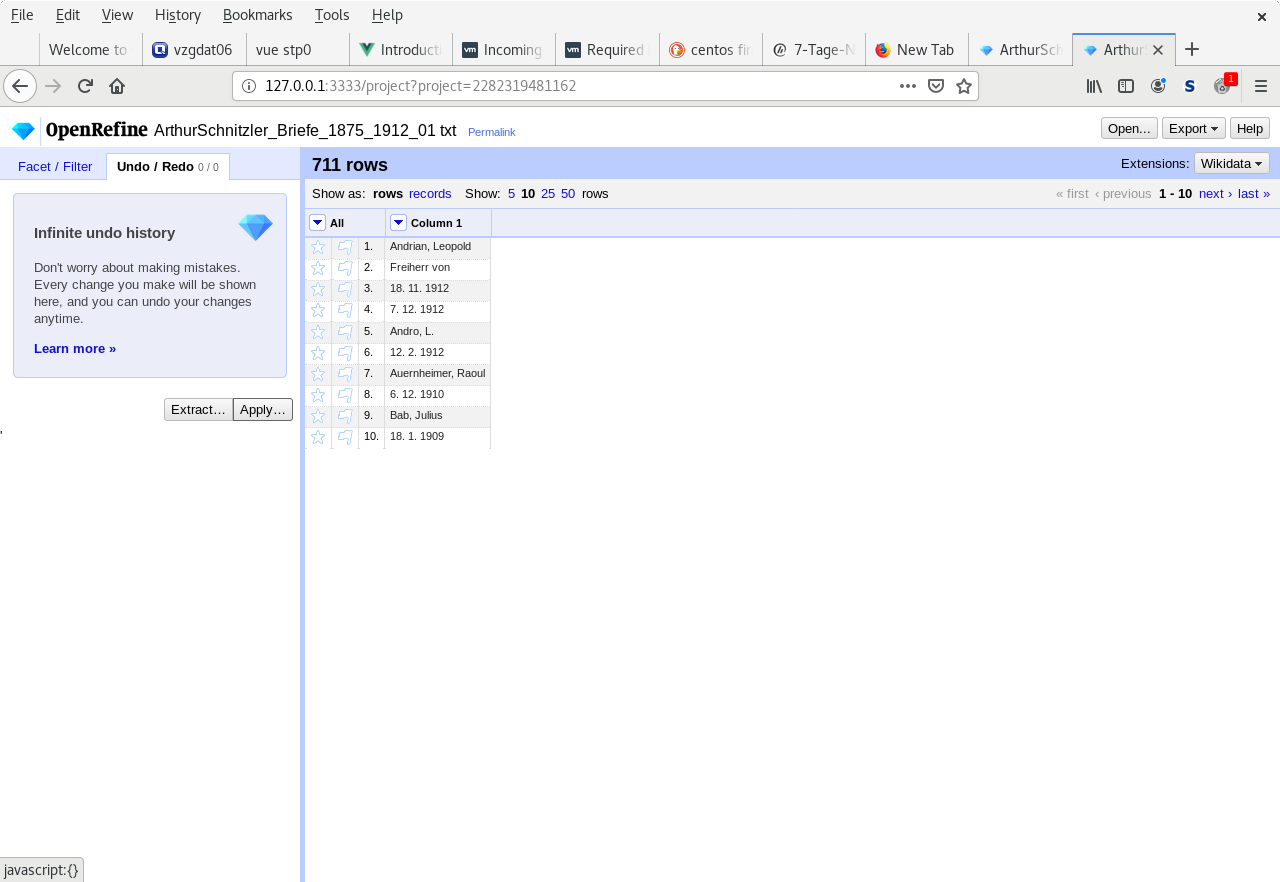 File Edit View History Bookmarks Tools Help
Welcome to vzgdat06 vue stp0 Introducti Incoming Required centos fir 7-Tage-N New Tab ArthurSch Arthur
127.0.0.1:3333/project?project=2282319481162 S 1
OpenRefine ArthurSchnitzler_Briefe_1875_1912_01 txt Permalink Open... Export Help
Facet / Filter Undo / Redo 0 / 0 711 rows Extensions: Wikidata
Show as: rows records Show: 5 10 25 50 rows « first ‹ previous 1 - 10 next › last »
All Column 1
Infinite undo history
Don't worry about making mistakes.
Every change you make will be shown
here, and you can undo your changes
anytime.
Learn more »
Extract... Apply...
'
1. Andrian, Leopold
2. Freiherr von
3. 18. 11. 1912
4. 7. 12. 1912
5. Andro, L.
6. 12. 2. 1912
7. Auernheimer, Raoul
8. 6. 12. 1910
9. Bab, Julius
10. 18. 1. 1909
javascript:{}